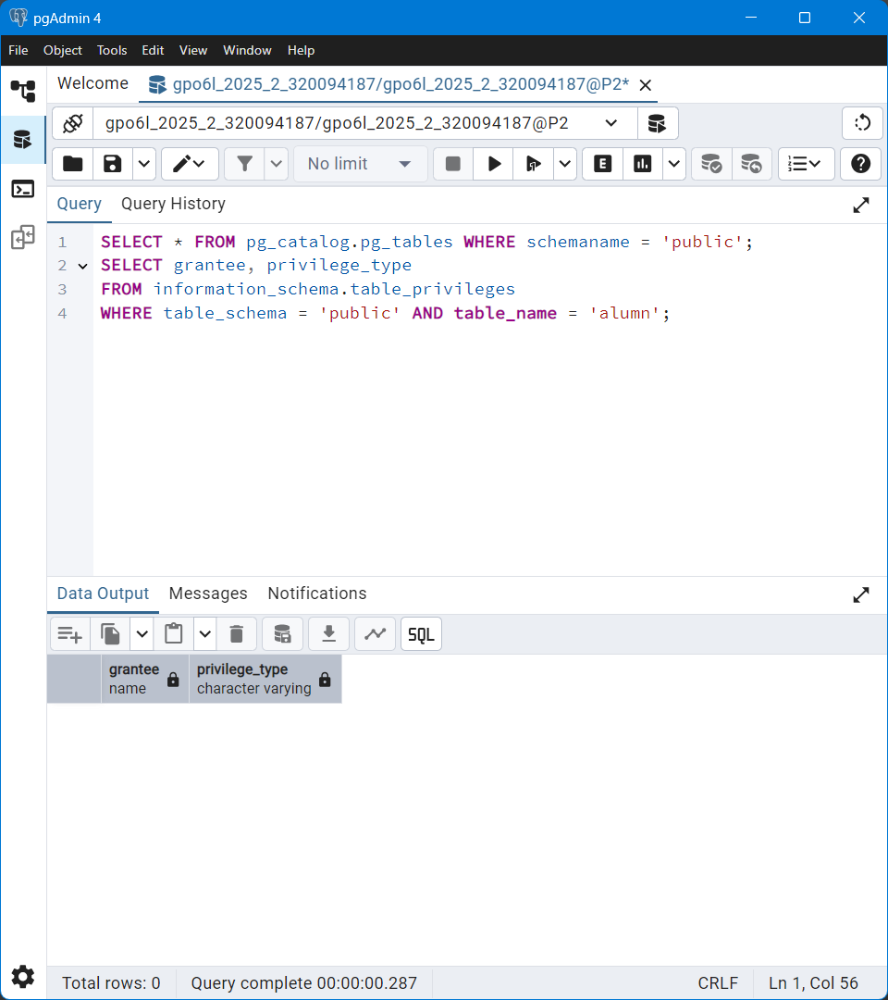 pgAdmin 4
File Object Tools Edit View Window Help
Welcome gpo6l_2025_2_320094187/gpo6l_2025_2_320094187@P2*
gpo6l_2025_2_320094187/gpo6l_2025_2_320094187@P2
No limit E
Query Query History
1 SELECT * FROM pg_catalog.pg_tables WHERE schemaname = 'public';
2 SELECT grantee, privilege_type
3 FROM information_schema.table_privileges
4 WHERE table_schema = 'public' AND table_name = 'alumn';
Data Output Messages Notifications
SQL
grantee privilege_type
name character varying
Total rows: 0 Query complete 00:00:00.287 CRLF Ln 1, Col 56